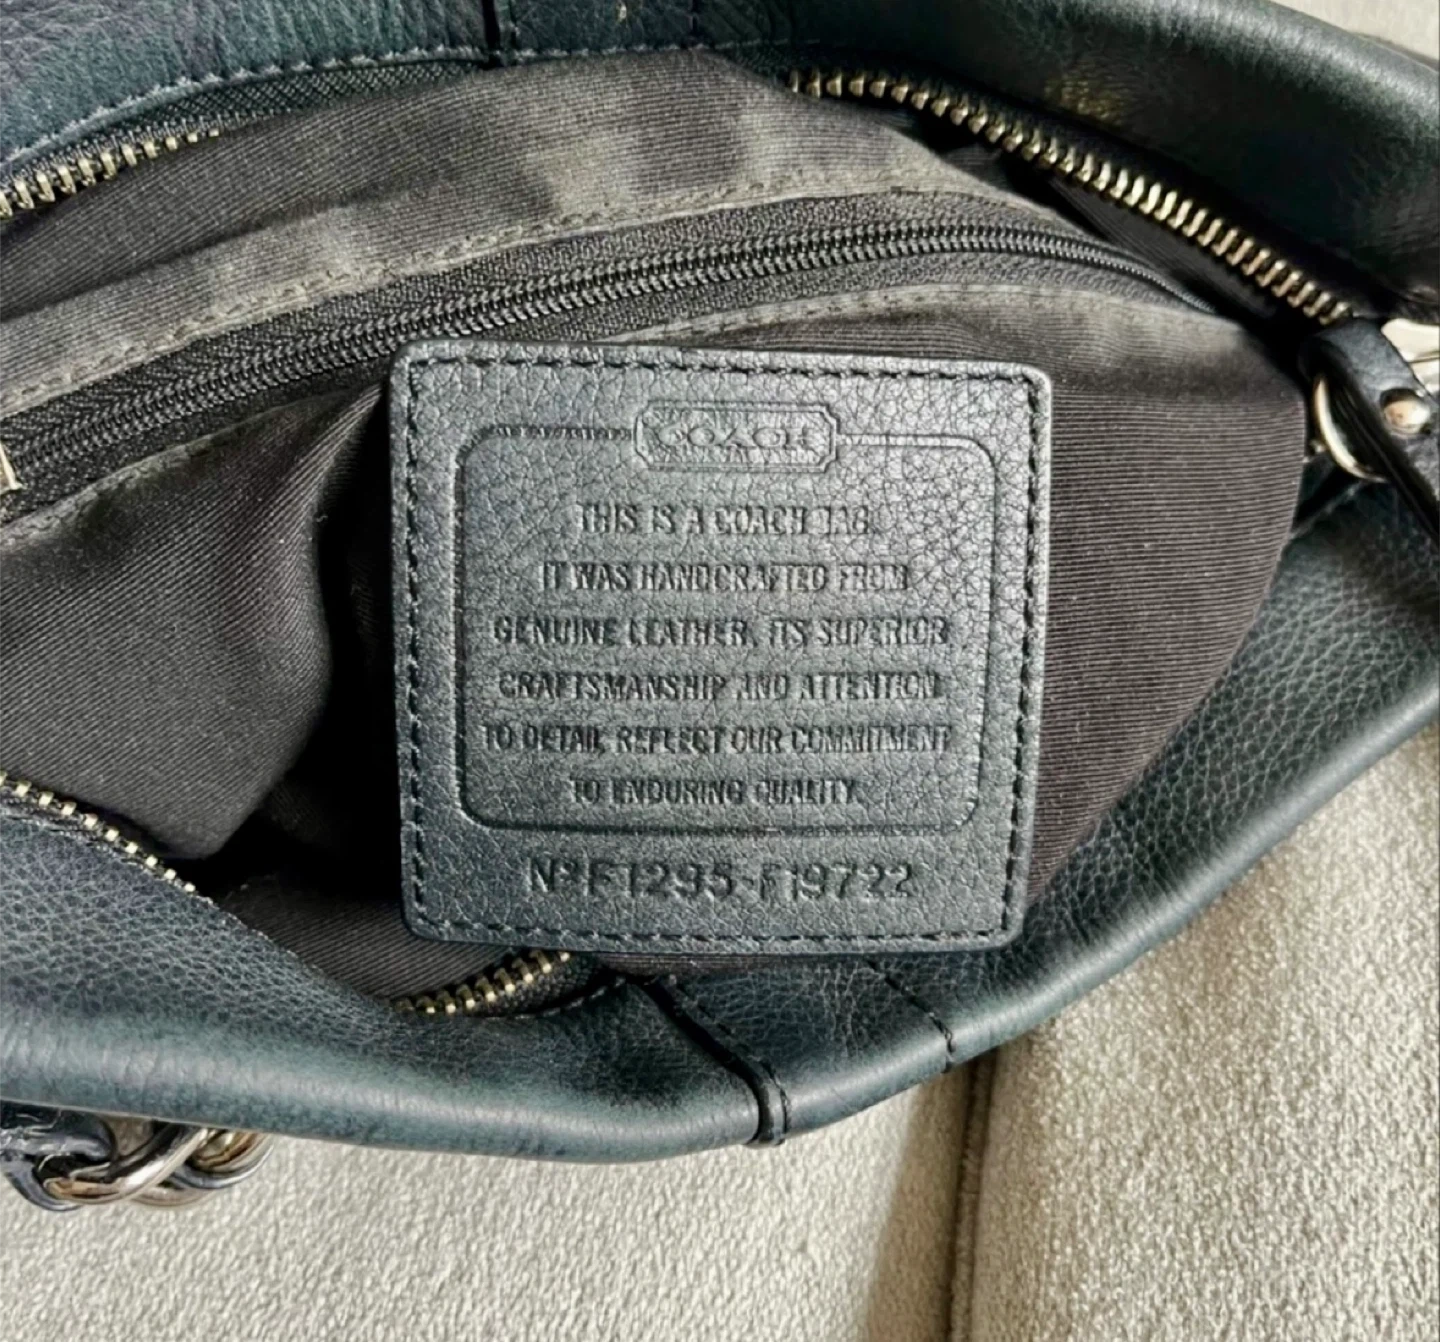 COACH
THIS IS A COACH BAG.
IT WAS HANDCRAFTED FROM
GENUINE LEATHER. ITS SUPERIOR
CRAFTSMANSHIP AND ATTENTION
TO DETAIL REFLECT OUR COMMITMENT
TO ENDURING QUALITY.
Nº F1295-F19722